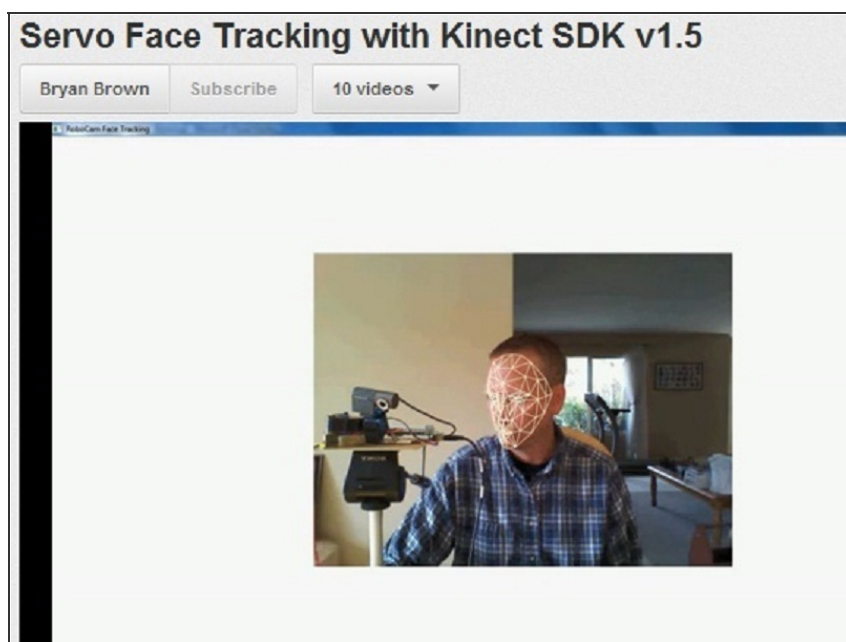 Servo Face Tracking with Kinect SDK v1.5
Bryan Brown
Subscribe
10 videos
RoboCam Face Tracking